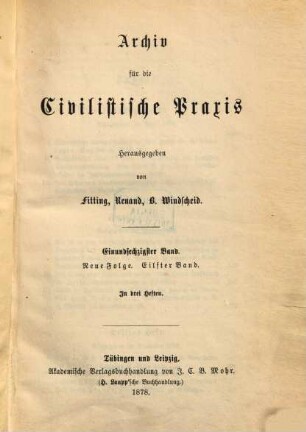 Archiv
für die
Civilistische Praxis
Herausgegeben
von
Fitting, Renaud, B. Windscheid.
Einundsechzigster Band.
Neue Folge. Eilfter Band.
In drei Heften.
Tübingen und Leipzig,
Akademische Verlagsbuchhandlung von J. C. B. Mohr.
(H. Laupp'sche Buchhandlung.)
1878.